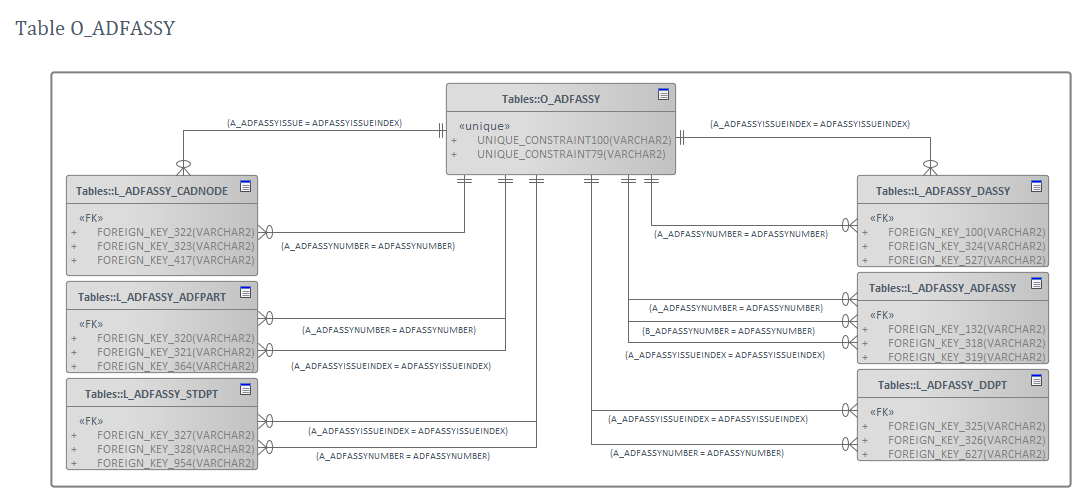 Table O_ADFASSY
Tables::O_ADFASSY
«unique»
+ UNIQUE_CONSTRAINT100(VARCHAR2)
+ UNIQUE_CONSTRAINT79(VARCHAR2)
(A_ADFASSYISSUE = ADFASSYISSUEINDEX)
(A_ADFASSYISSUEINDEX = ADFASSYISSUEINDEX)
Tables::L_ADFASSY_CADNODE
«FK»
+ FOREIGN_KEY_322(VARCHAR2)
+ FOREIGN_KEY_323(VARCHAR2)
+ FOREIGN_KEY_417(VARCHAR2)
(A_ADFASSYNUMBER = ADFASSYNUMBER)
Tables::L_ADFASSY_ADFPART
«FK»
+ FOREIGN_KEY_320(VARCHAR2)
+ FOREIGN_KEY_321(VARCHAR2)
+ FOREIGN_KEY_364(VARCHAR2)
(A_ADFASSYNUMBER = ADFASSYNUMBER)
(A_ADFASSYISSUEINDEX = ADFASSYISSUEINDEX)
Tables::L_ADFASSY_STDPT
«FK»
+ FOREIGN_KEY_327(VARCHAR2)
+ FOREIGN_KEY_328(VARCHAR2)
+ FOREIGN_KEY_954(VARCHAR2)
(A_ADFASSYISSUEINDEX = ADFASSYISSUEINDEX)
(A_ADFASSYNUMBER = ADFASSYNUMBER)
Tables::L_ADFASSY_DASSY
«FK»
+ FOREIGN_KEY_100(VARCHAR2)
+ FOREIGN_KEY_324(VARCHAR2)
+ FOREIGN_KEY_527(VARCHAR2)
(A_ADFASSYNUMBER = ADFASSYNUMBER)
Tables::L_ADFASSY_ADFASSY
«FK»
+ FOREIGN_KEY_132(VARCHAR2)
+ FOREIGN_KEY_318(VARCHAR2)
+ FOREIGN_KEY_319(VARCHAR2)
(A_ADFASSYNUMBER = ADFASSYNUMBER)
(B_ADFASSYNUMBER = ADFASSYNUMBER)
(A_ADFASSYISSUEINDEX = ADFASSYISSUEINDEX)
Tables::L_ADFASSY_DDPT
«FK»
+ FOREIGN_KEY_325(VARCHAR2)
+ FOREIGN_KEY_326(VARCHAR2)
+ FOREIGN_KEY_627(VARCHAR2)
(A_ADFASSYISSUEINDEX = ADFASSYISSUEINDEX)
(A_ADFASSYNUMBER = ADFASSYNUMBER)